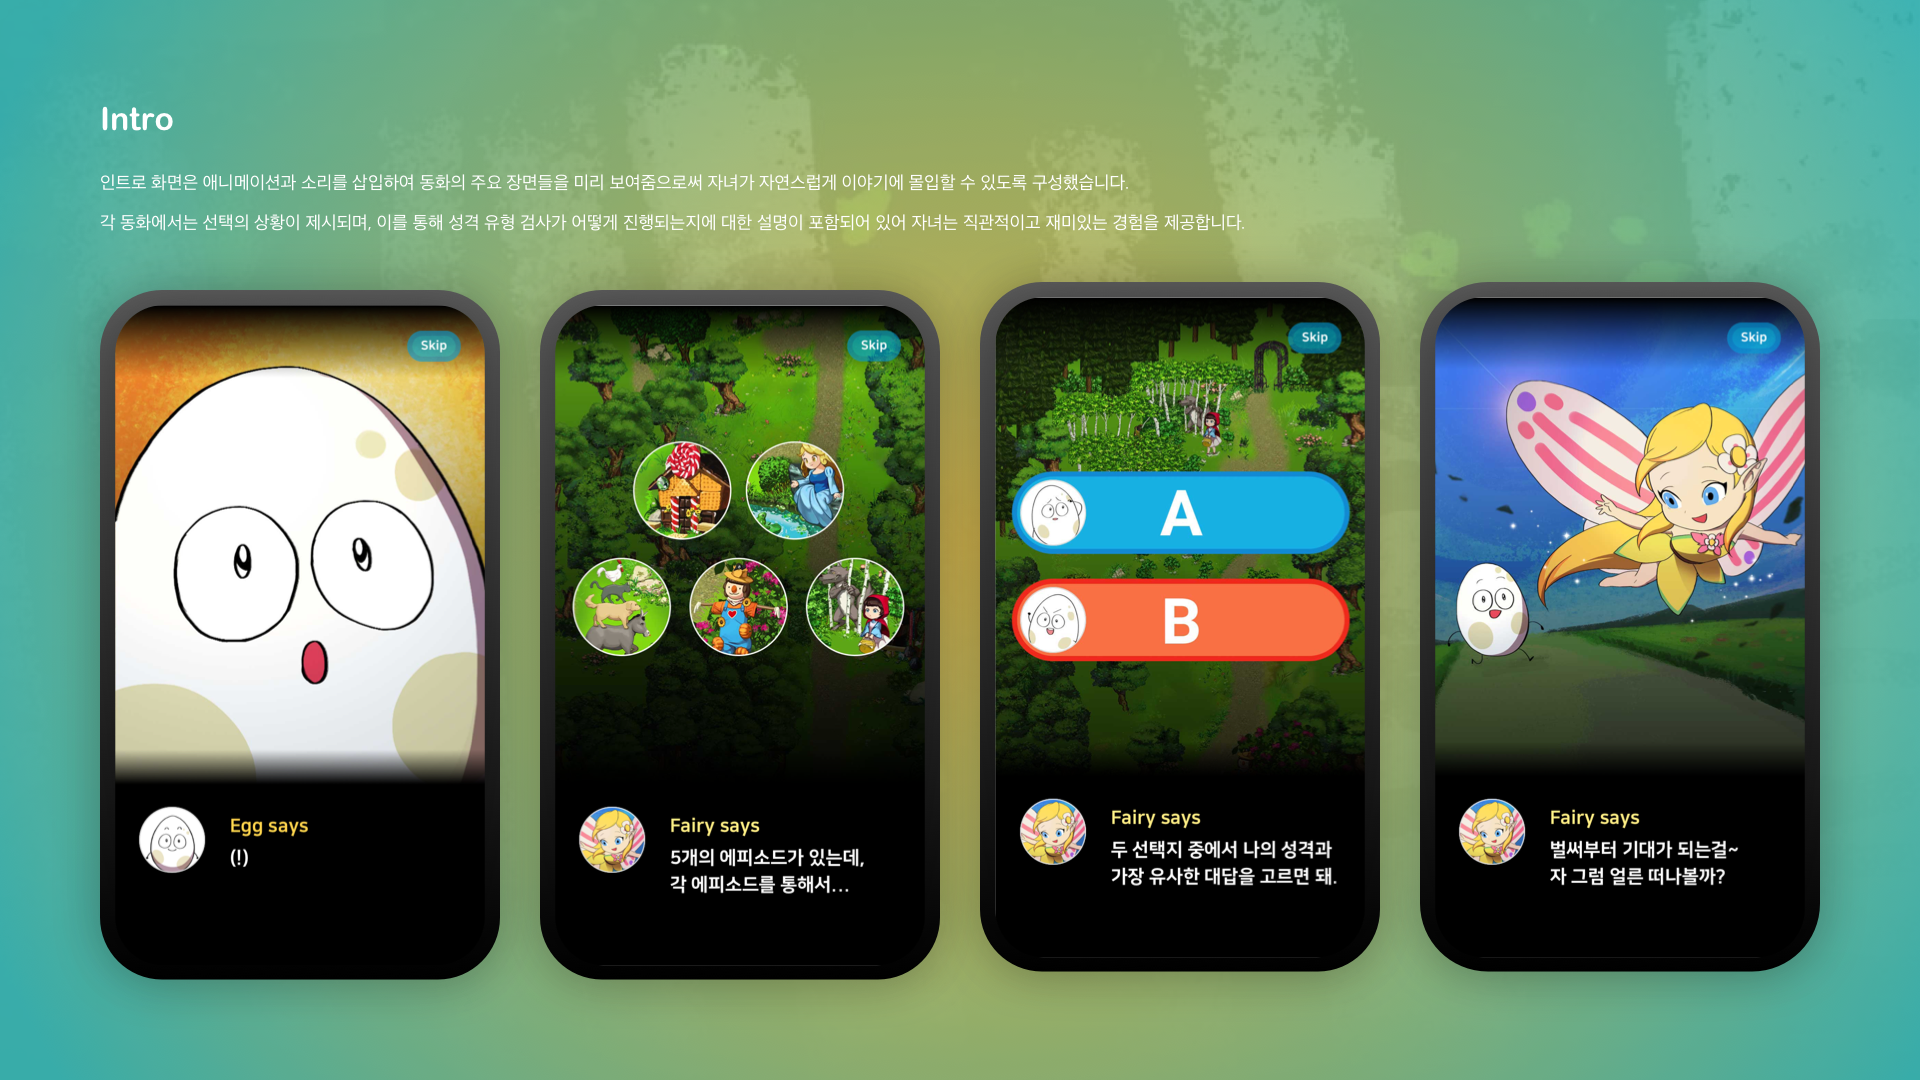 Intro
인트로 화면은 애니메이션과 소리를 삽입하여 동화의 주요 장면들을 미리 보여줌으로써 자녀가 자연스럽게 이야기에 몰입할 수 있도록 구성했습니다.
각 동화에서는 선택의 상황이 제시되며, 이를 통해 성격 유형 검사가 어떻게 진행되는지에 대한 설명이 포함되어 있어 자녀는 직관적이고 재미있는 경험을 제공합니다.
Skip
Egg says
(!)
Skip
Fairy says
5개의 에피소드가 있는데,
각 에피소드를 통해서...
Skip
A
B
Fairy says
두 선택지 중에서 나의 성격과
가장 유사한 대답을 고르면 돼.
Skip
Fairy says
벌써부터 기대가 되는걸~
자 그럼 얼른 떠나볼까?